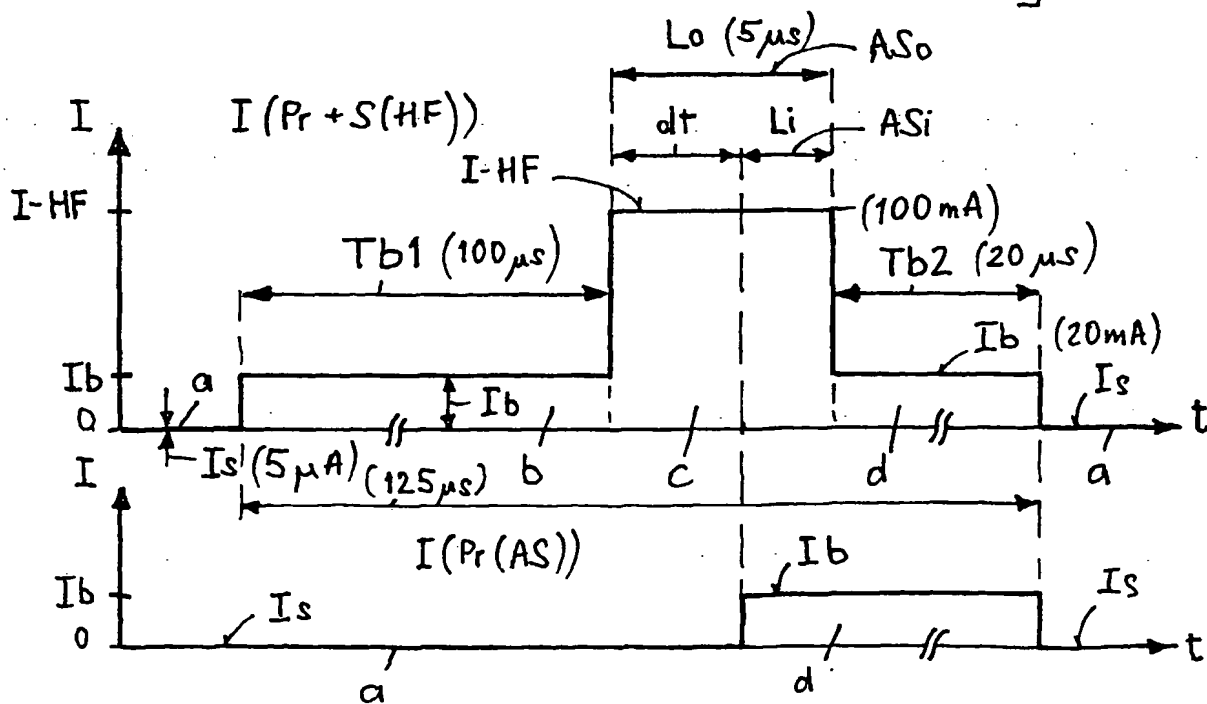 Lo (5μs) ASo
I I (Pr + S(HF)) dt Li ASi
I-HF
I-HF (100mA)
Tb1 (100μs) Tb2 (20μs)
Ib a Ib Ib (20mA)
0 Is t
Is (5μA) b c d a
I (125μs)
I(Pr(AS))
Ib Ib
0 Is Is t
a d